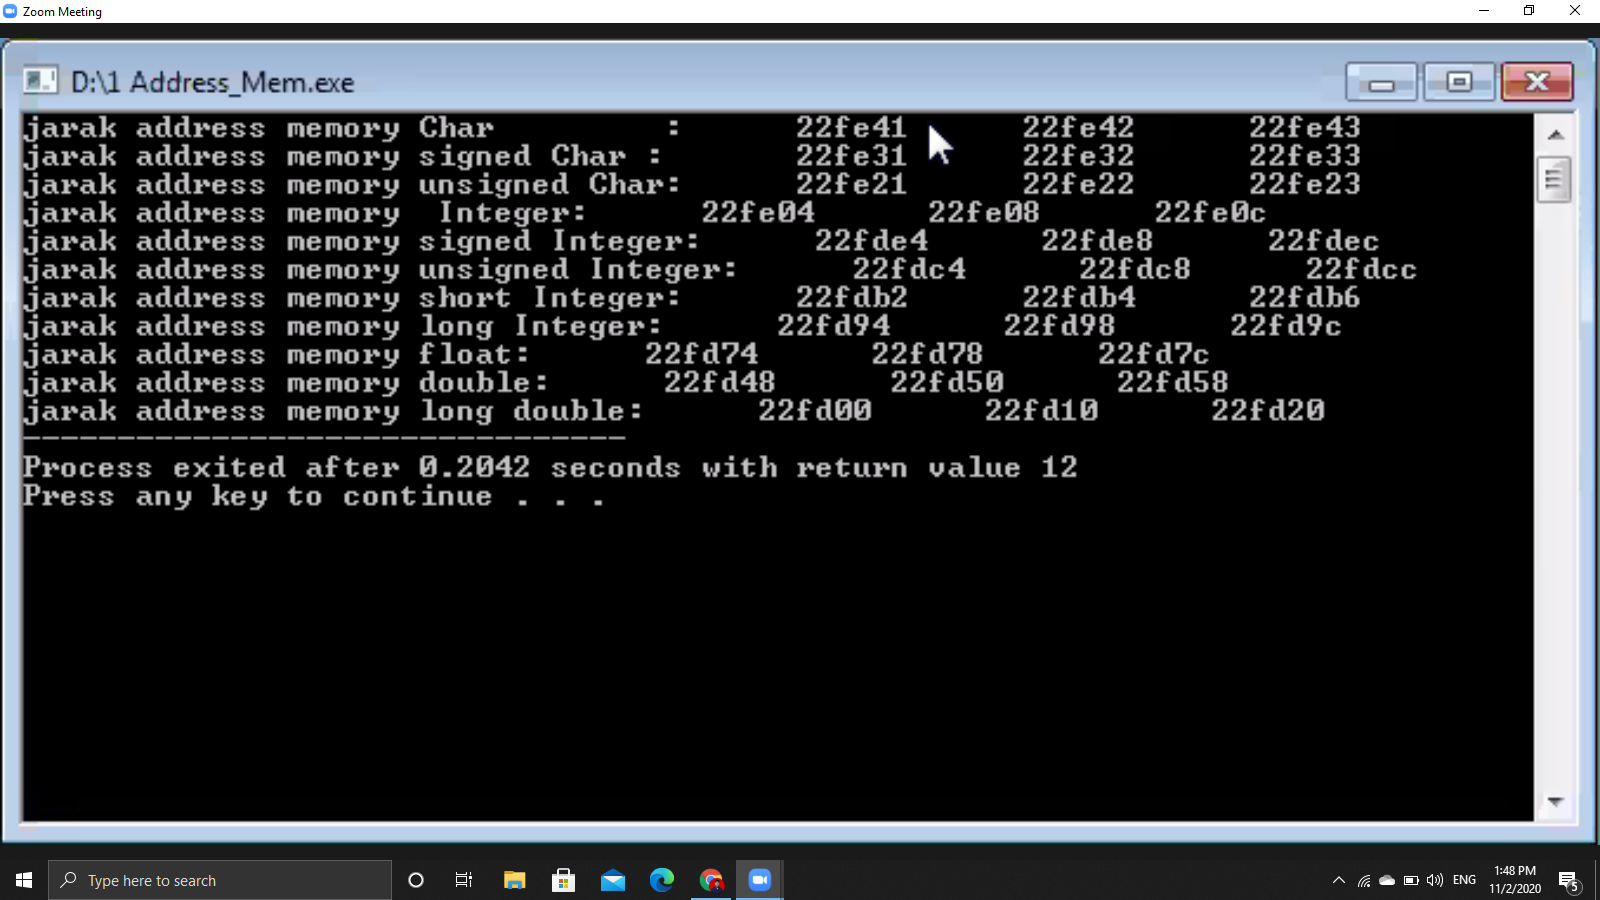 Zoom Meeting
D:\1 Address_Mem.exe
jarak address memory Char : 22fe41 22fe42 22fe43
jarak address memory signed Char : 22fe31 22fe32 22fe33
jarak address memory unsigned Char: 22fe21 22fe22 22fe23
jarak address memory Integer: 22fe04 22fe08 22fe0c
jarak address memory signed Integer: 22fde4 22fde8 22fdec
jarak address memory unsigned Integer: 22fdc4 22fdc8 22fdcc
jarak address memory short Integer: 22fdb2 22fdb4 22fdb6
jarak address memory long Integer: 22fd94 22fd98 22fd9c
jarak address memory float: 22fd74 22fd78 22fd7c
jarak address memory double: 22fd48 22fd50 22fd58
jarak address memory long double: 22fd00 22fd10 22fd20
--------------------------------
Process exited after 0.2042 seconds with return value 12
Press any key to continue . . .
Type here to search
ENG
1:48 PM
11/2/2020
5